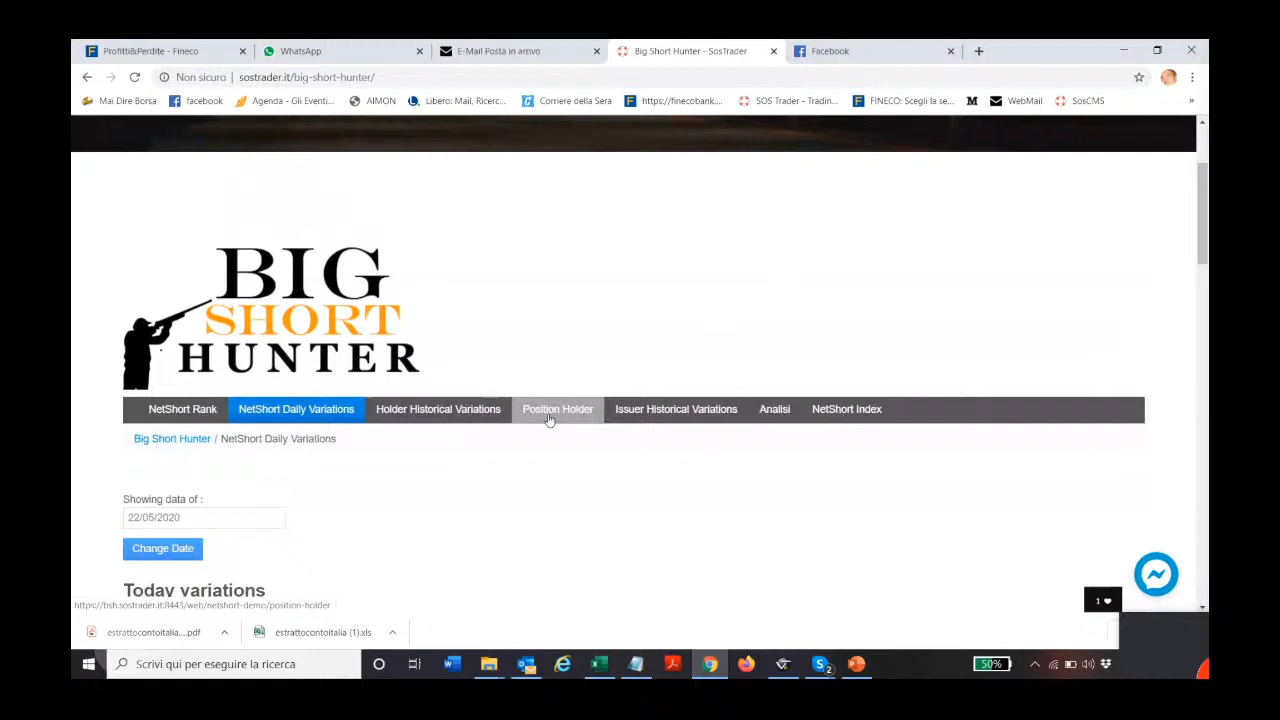 Profitti&Perdite - Fineco
WhatsApp
E-Mail Posta in arrivo
Big Short Hunter - SosTrader
Facebook
Non sicuro | sostrader.it/big-short-hunter/
Mai Dire Borsa
facebook
Agenda - Gli Eventi...
AIMON
Libero: Mail, Ricerc...
Corriere della Sera
https://finecobank....
SOS Trader - Tradin...
FINECO: Scegli la se...
M
WebMail
SosCMS
»
BIG
SHORT
HUNTER
NetShort Rank
NetShort Daily Variations
Holder Historical Variations
Position Holder
Issuer Historical Variations
Analisi
NetShort Index
Big Short Hunter / NetShort Daily Variations
Showing data of :
22/05/2020
Change Date
Today variations
1
https://bsh.sostrader.it:8443/web/netshort-demo/position-holder
estrattocontoitalia....pdf
estrattocontoitalia (1).xls
Scrivi qui per eseguire la ricerca
2
50%